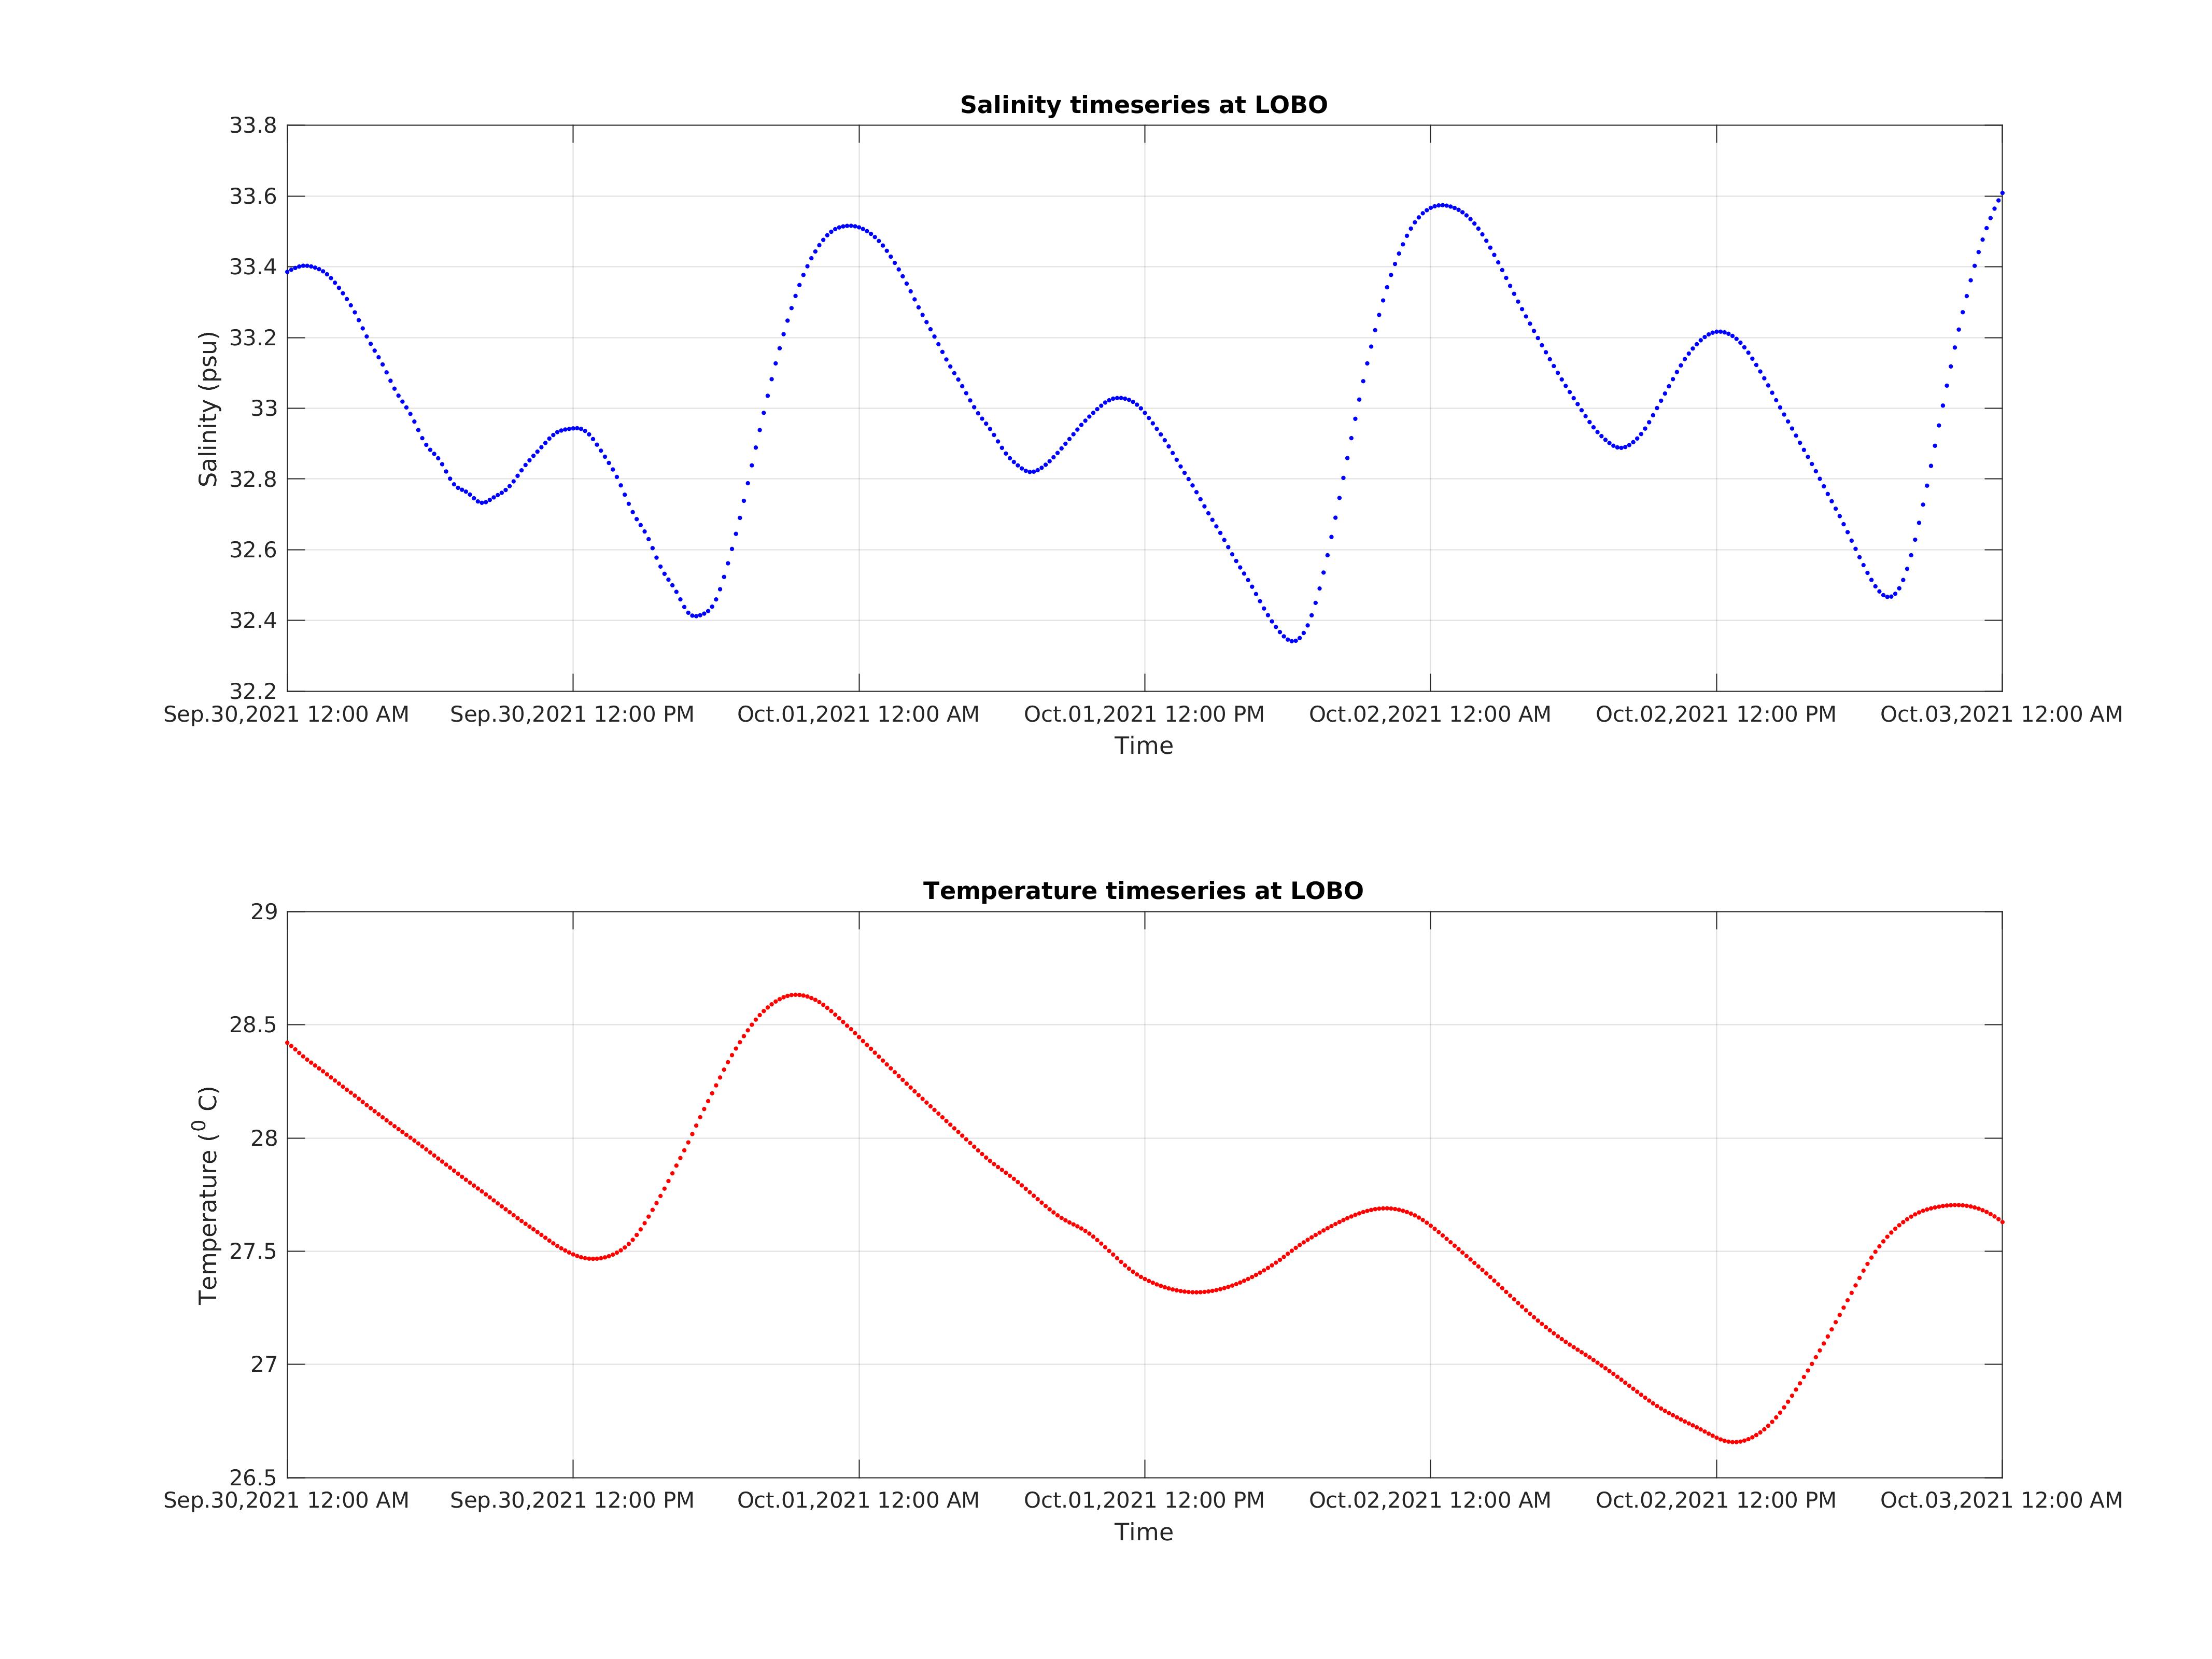 Salinity timeseries at LOBO
33.8
33.6
33.4
33.2
33
32.8
32.6
32.4
32.2
Salinity (psu)
Sep.30,2021 12:00 AM Sep.30,2021 12:00 PM Oct.01,2021 12:00 AM Oct.01,2021 12:00 PM Oct.02,2021 12:00 AM Oct.02,2021 12:00 PM Oct.03,2021 12:00 AM
Time
Temperature timeseries at LOBO
29
28.5
28
27.5
27
26.5
Temperature (⁰ C)
Sep.30,2021 12:00 AM Sep.30,2021 12:00 PM Oct.01,2021 12:00 AM Oct.01,2021 12:00 PM Oct.02,2021 12:00 AM Oct.02,2021 12:00 PM Oct.03,2021 12:00 AM
Time